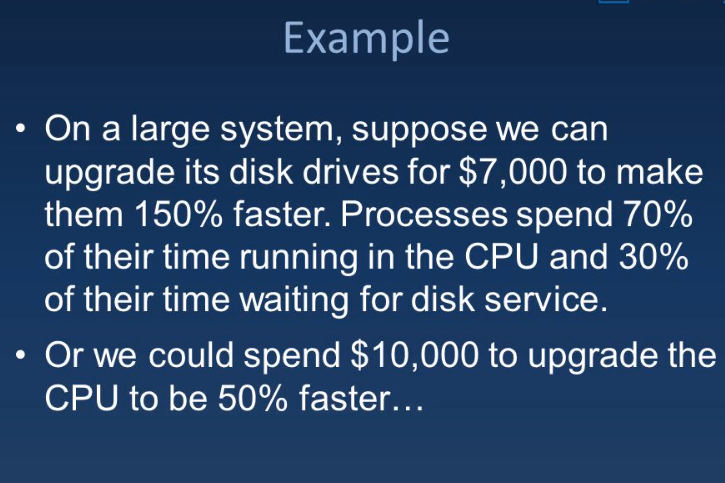 Example
• On a large system, suppose we can
upgrade its disk drives for $7,000 to make
them 150% faster. Processes spend 70%
of their time running in the CPU and 30%
of their time waiting for disk service.
• Or we could spend $10,000 to upgrade the
CPU to be 50% faster…